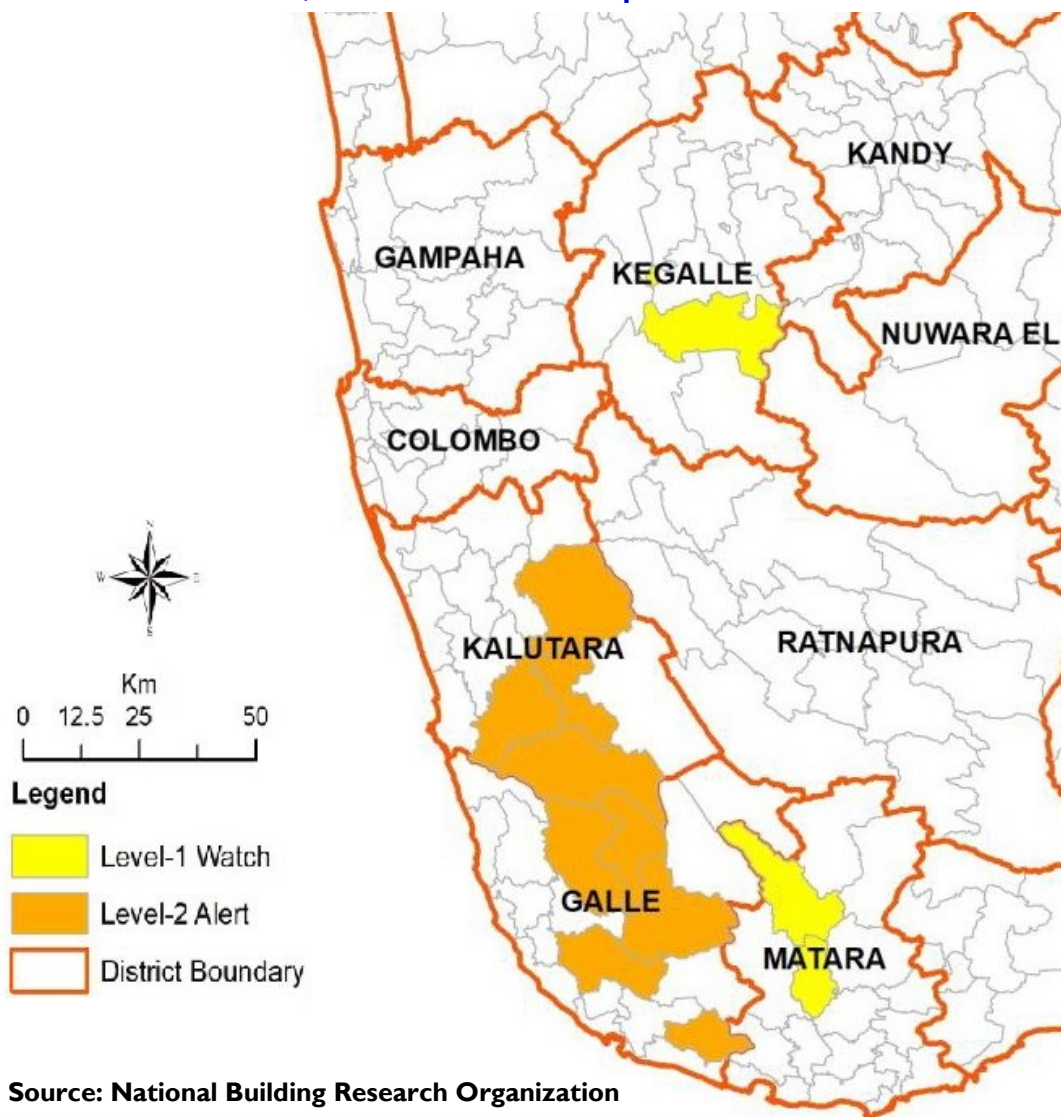 KANDY
GAMPAHA
KEGALLE
NUWARA EL
COLOMBO
N
W E
S
KALUTARA
RATNAPURA
Km
0 12.5 25 50
Legend
Level-1 Watch
Level-2 Alert
District Boundary
GALLE
MATARA
Source: National Building Research Organization